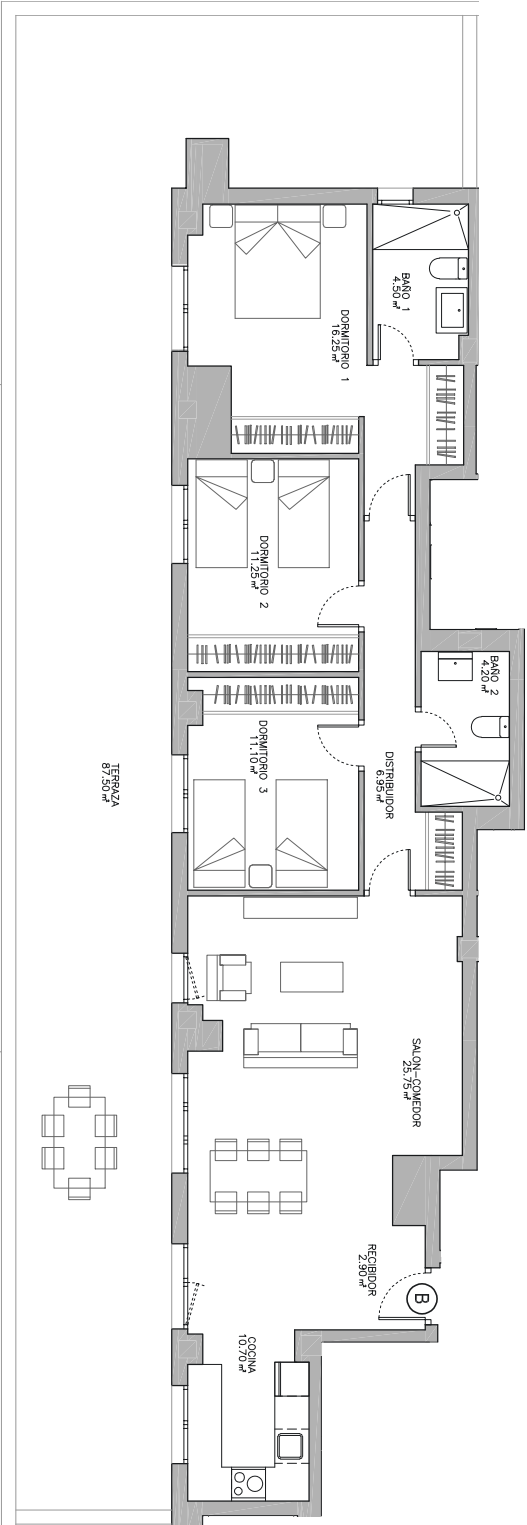 BAÑO 1
4.50 m²
DORMITORIO 1
16.25 m²
DORMITORIO 2
11.25 m²
BAÑO 2
4.20 m²
DORMITORIO 3
11.10 m²
DISTRIBUIDOR
6.95 m²
TERRAZA
87.50 m²
SALON-COMEDOR
25.75 m²
RECIBIDOR
2.90 m²
B
COCINA
10.70 m²